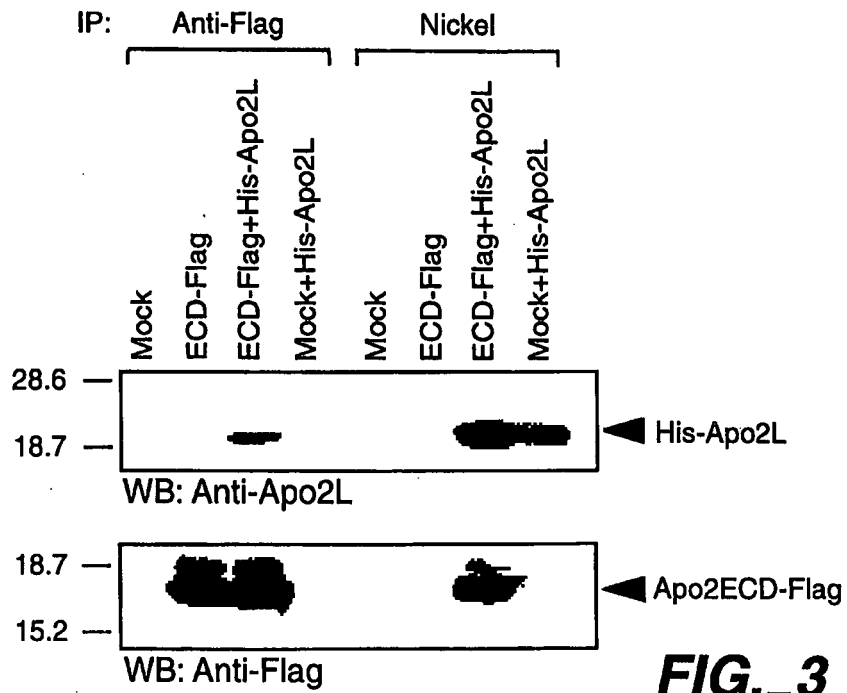 IP: Anti-Flag Nickel
Mock
ECD-Flag
ECD-Flag+His-Apo2L
Mock+His-Apo2L
Mock
ECD-Flag
ECD-Flag+His-Apo2L
Mock+His-Apo2L
28.6
18.7
His-Apo2L
WB: Anti-Apo2L
18.7
Apo2ECD-Flag
15.2
WB: Anti-Flag
FIG._3